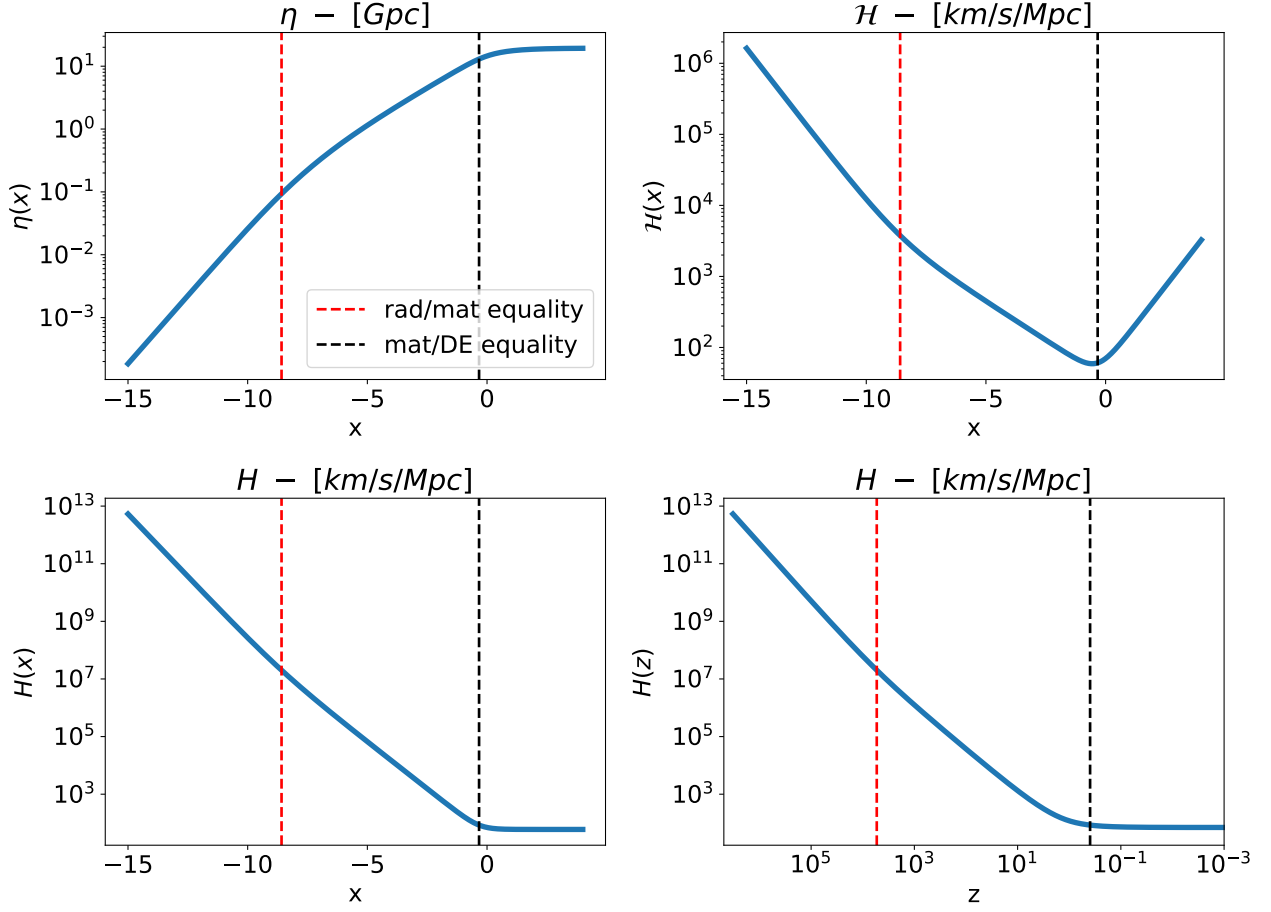 η − [Gpc]
10¹
10⁰
10⁻¹
10⁻²
10⁻³
η(x)
−15 −10 −5 0
x
rad/mat equality
mat/DE equality
ℋ − [km/s/Mpc]
10⁶
10⁵
10⁴
10³
10²
ℋ(x)
−15 −10 −5 0
x
H − [km/s/Mpc]
10¹³
10¹¹
10⁹
10⁷
10⁵
10³
H(x)
−15 −10 −5 0
x
H − [km/s/Mpc]
10¹³
10¹¹
10⁹
10⁷
10⁵
10³
H(z)
10⁵ 10³ 10¹ 10⁻¹ 10⁻³
z